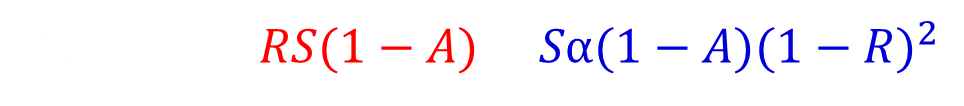 RS(1 − A) Sα(1 − A)(1 − R)²